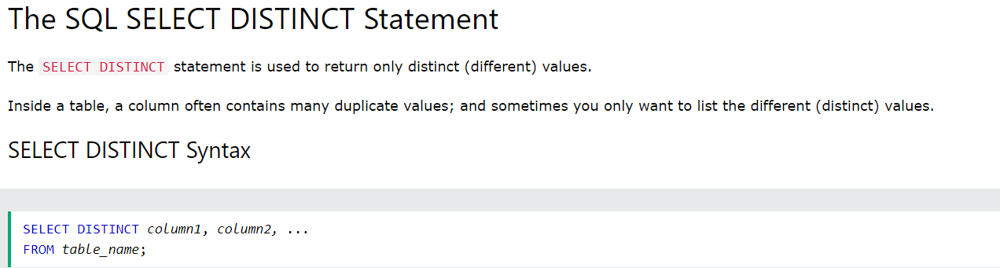 The SQL SELECT DISTINCT Statement
The SELECT DISTINCT statement is used to return only distinct (different) values.
Inside a table, a column often contains many duplicate values; and sometimes you only want to list the different (distinct) values.
SELECT DISTINCT Syntax
SELECT DISTINCT column1, column2, ...
FROM table_name;